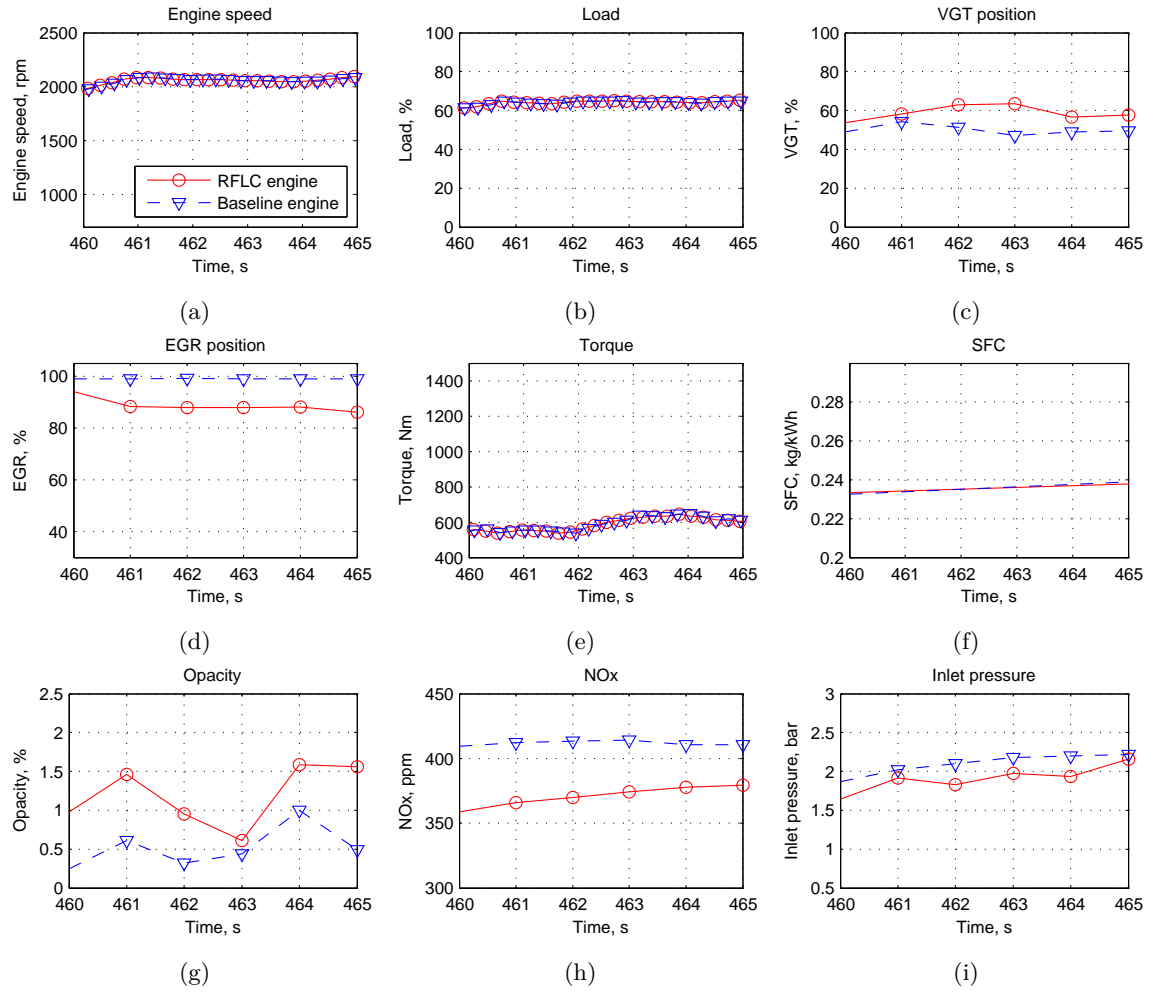 Engine speed
Engine speed, rpm
2500
2000
1500
1000
460 461 462 463 464 465
Time, s
RFLC engine
Baseline engine
(a)
Load
Load, %
100
80
60
40
20
0
460 461 462 463 464 465
Time, s
(b)
VGT position
VGT, %
100
80
60
40
20
0
460 461 462 463 464 465
Time, s
(c)
EGR position
EGR, %
100
80
60
40
460 461 462 463 464 465
Time, s
(d)
Torque
Torque, Nm
1400
1200
1000
800
600
400
460 461 462 463 464 465
Time, s
(e)
SFC
SFC, kg/kWh
0.28
0.26
0.24
0.22
0.2
460 461 462 463 464 465
Time, s
(f)
Opacity
Opacity, %
2.5
2
1.5
1
0.5
0
460 461 462 463 464 465
Time, s
(g)
NOx
NOx, ppm
450
400
350
300
460 461 462 463 464 465
Time, s
(h)
Inlet pressure
Inlet pressure, bar
3
2.5
2
1.5
1
0.5
460 461 462 463 464 465
Time, s
(i)